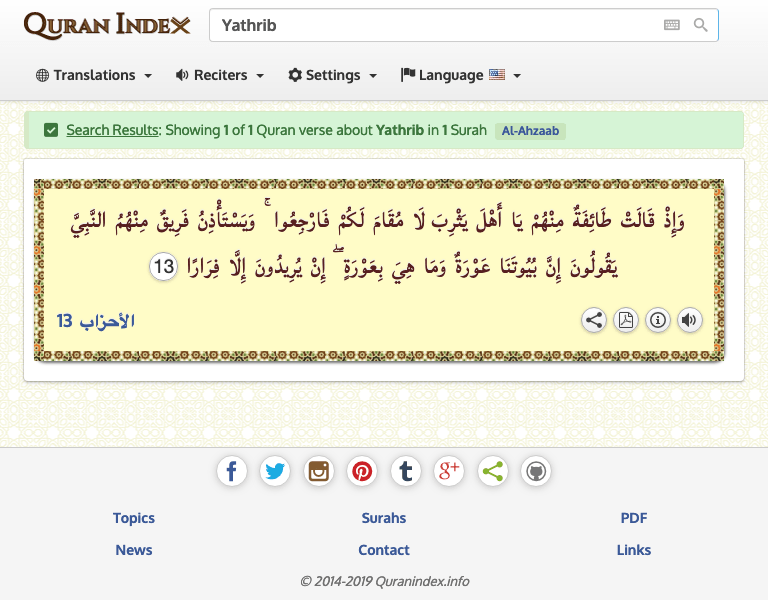 QURAN INDEX
Yathrib
Translations
Reciters
Settings
Language
Search Results: Showing 1 of 1 Quran verse about Yathrib in 1 Surah Al-Ahzaab
وَإِذْ قَالَتْ طَائِفَةٌ مِنْهُمْ يَا أَهْلَ يَثْرِبَ لَا مُقَامَ لَكُمْ فَارْجِعُوا ۚ وَيَسْتَأْذِنُ فَرِيقٌ مِنْهُمُ النَّبِيَّ
يَقُولُونَ إِنَّ بُيُوتَنَا عَوْرَةٌ وَمَا هِيَ بِعَوْرَةٍ ۖ إِنْ يُرِيدُونَ إِلَّا فِرَارًا 13
الأحزاب 13
Topics
Surahs
PDF
News
Contact
Links
© 2014-2019 Quranindex.info